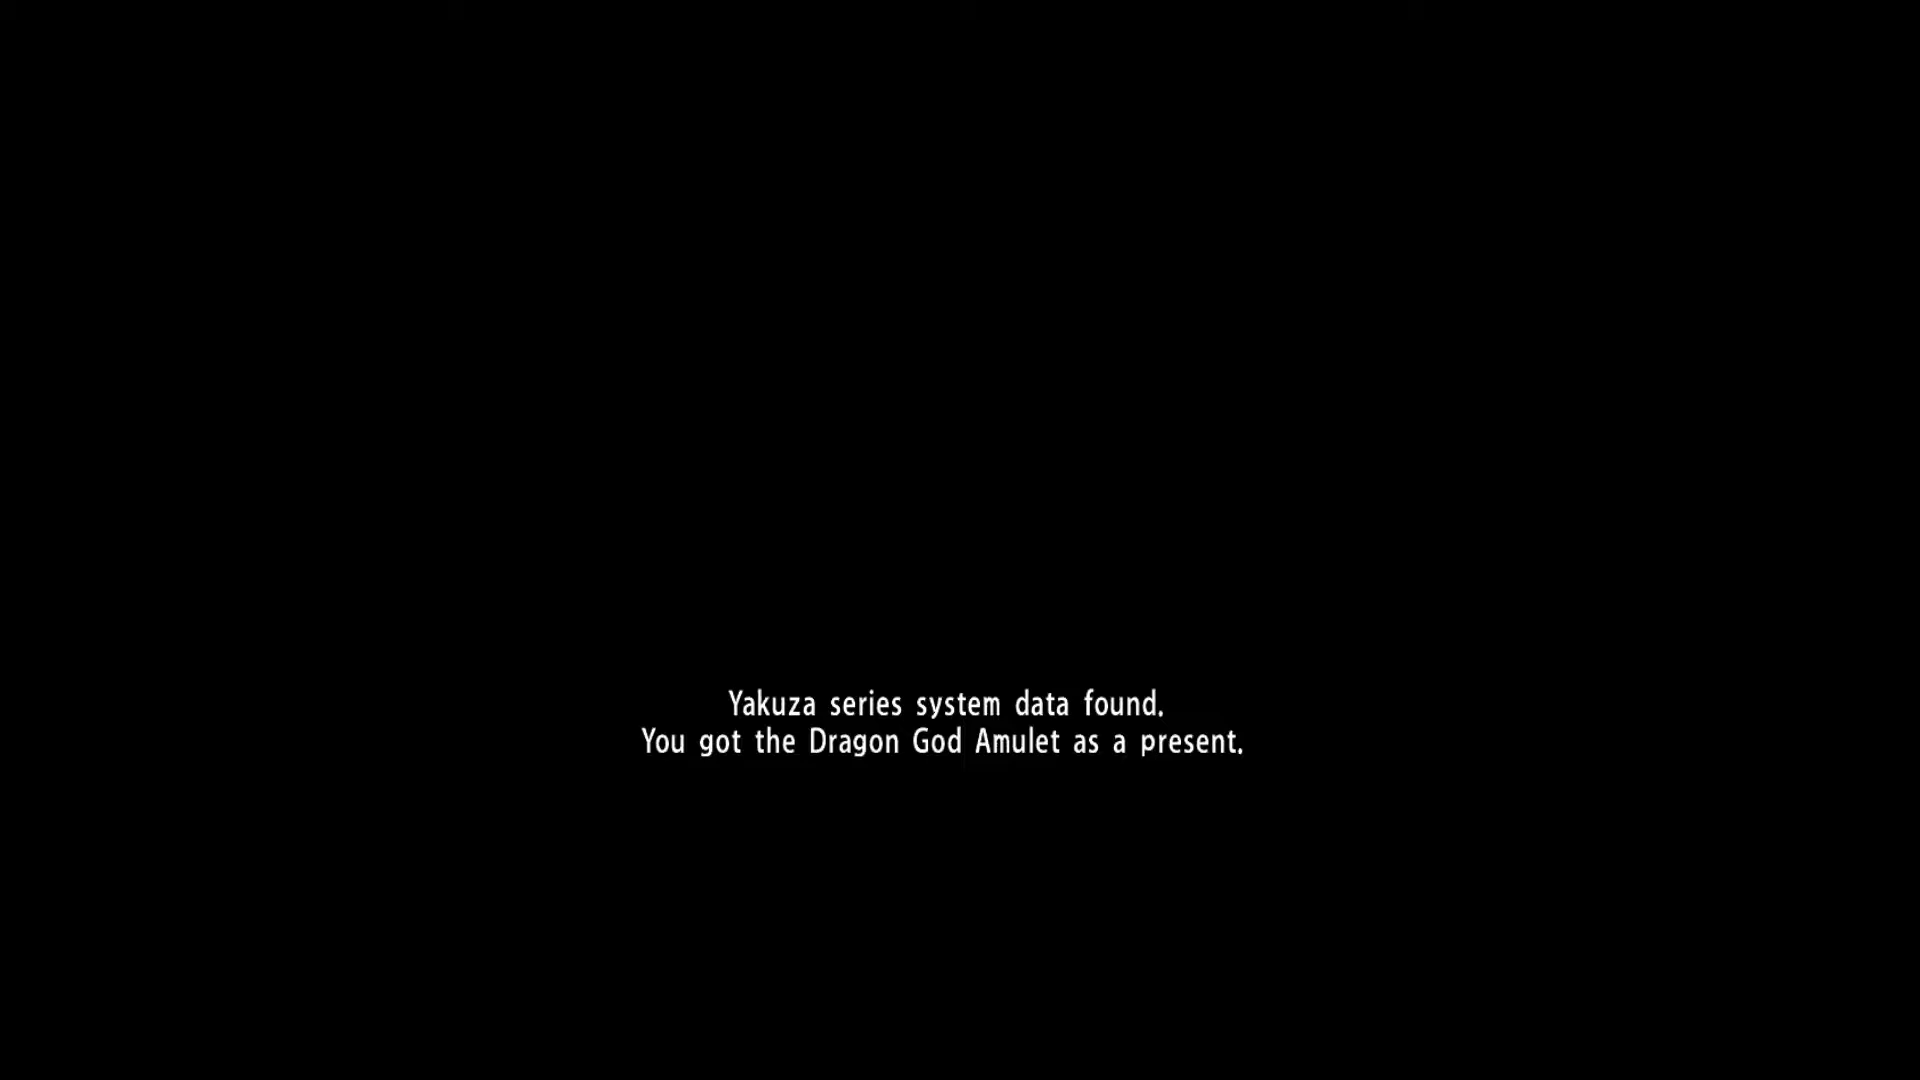 Yakuza series system data found.
You got the Dragon God Amulet as a present.